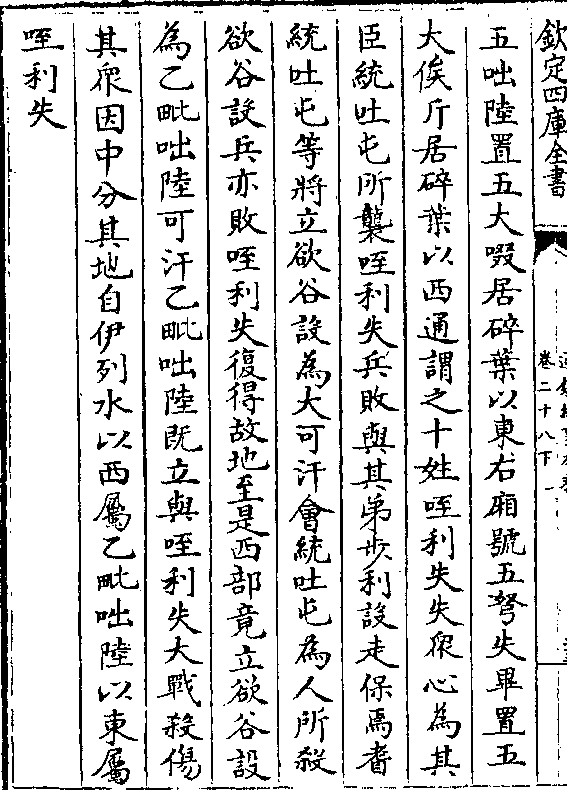 欽定四庫全書
卷二十八下
五咄陸置五大啜居碎葉以東右廂號五弩失畢置五
大俟斤居碎葉以西通謂之十姓咥利失失衆心為其
臣統吐屯所襲咥利失兵敗與其弟步利設走保焉耆
統吐屯等將立欲谷設為大可汗會統吐屯為人所殺
欲谷設兵亦敗咥利失復得故地至是西部竟立欲谷設
為乙毗咄陸可汗乙毗咄陸既立與咥利失大戰殺傷
其衆因中分其地自伊列水以西屬乙毗咄陸以東屬
咥利失